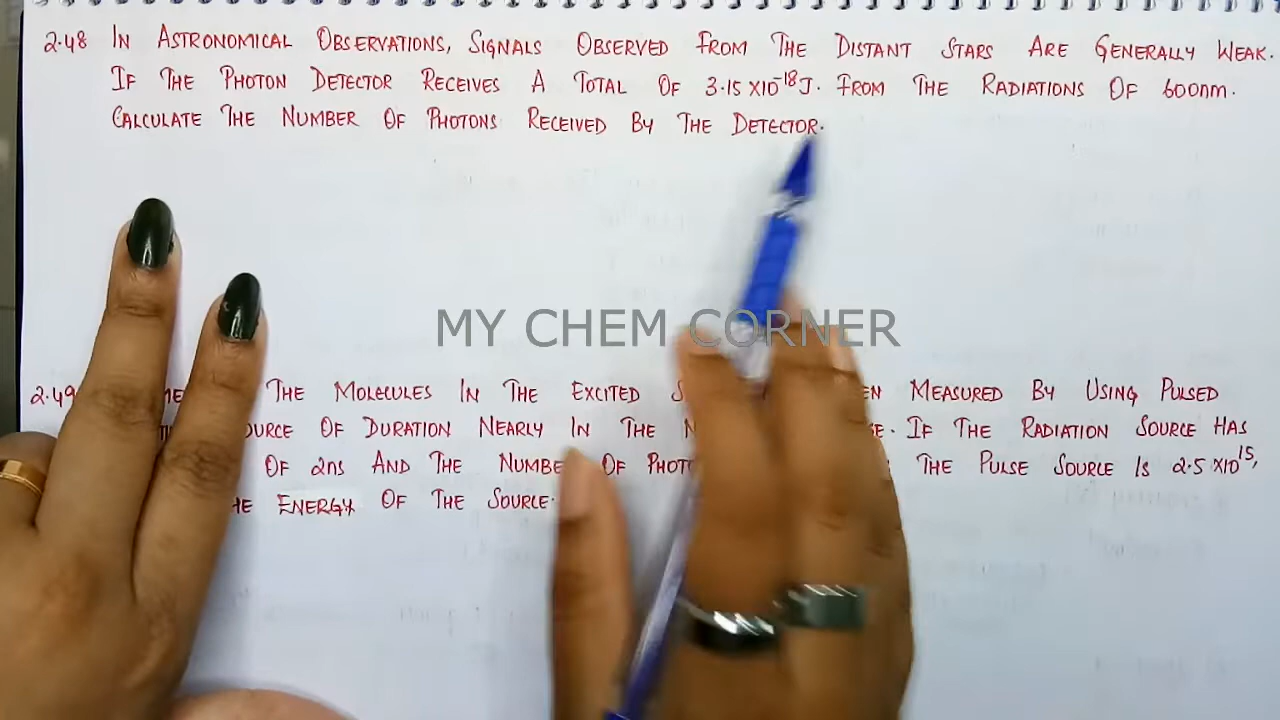 2.48 IN ASTRONOMICAL OBSERVATIONS, SIGNALS OBSERVED FROM THE DISTANT STARS ARE GENERALLY WEAK.
IF THE PHOTON DETECTOR RECEIVES A TOTAL OF 3.15 X10⁻¹⁸J. FROM THE RADIATIONS OF 600nm.
CALCULATE THE NUMBER OF PHOTONS RECEIVED BY THE DETECTOR.
MY CHEM CORNER
2.49 THE MOLECULES IN THE EXCITED MEASURED BY USING PULSED
OF DURATION NEARLY IN THE IF THE RADIATION SOURCE HAS
OF 2ns AND THE OF THE PULSE SOURCE IS 2.5 X10¹⁵,
ENERGY OF THE SOURCE.